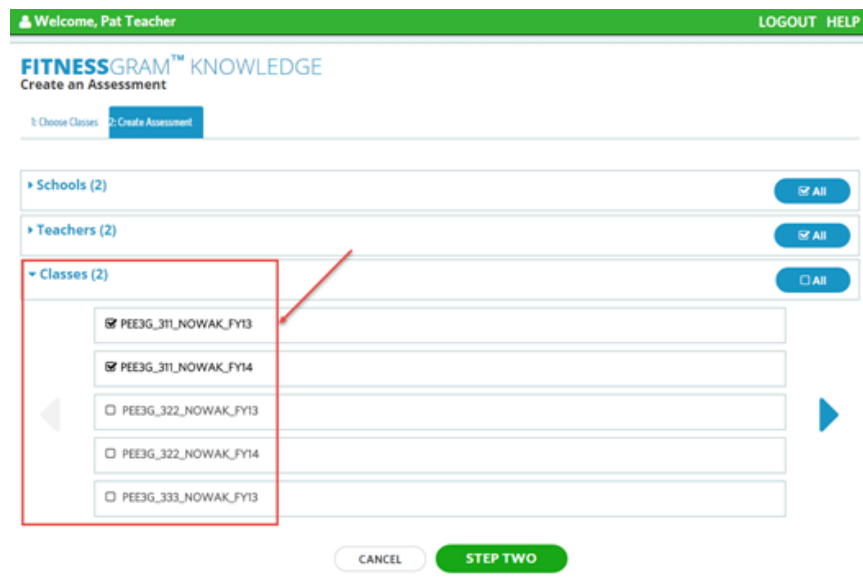 Welcome, Pat Teacher LOGOUT HELP
FITNESSGRAM™ KNOWLEDGE
Create an Assessment
1: Choose Classes 2: Create Assessment
Schools (2) All
Teachers (2) All
Classes (2) All
PEE3G_311_NOWAK_FY13
PEE3G_311_NOWAK_FY14
PEE3G_322_NOWAK_FY13
PEE3G_322_NOWAK_FY14
PEE3G_333_NOWAK_FY13
CANCEL STEP TWO